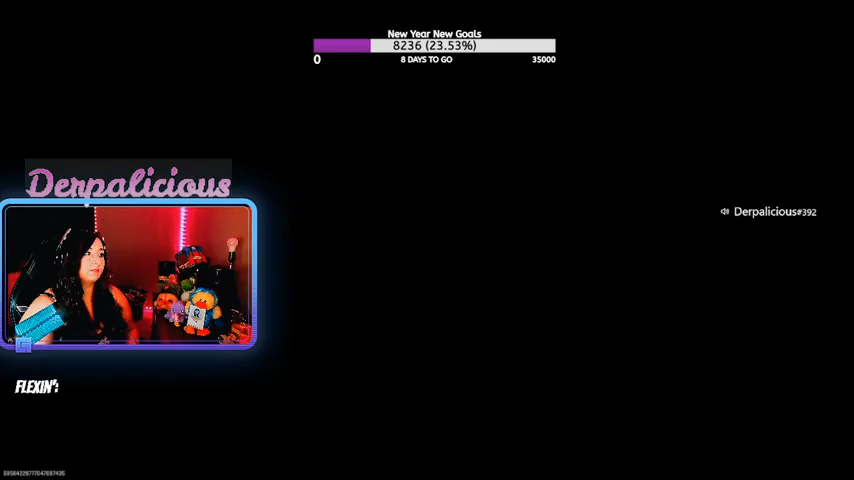 New Year New Goals
8236 (23.53%)
0 8 DAYS TO GO 35000
Derpalicious
Derpalicious#392
FLEXIN':